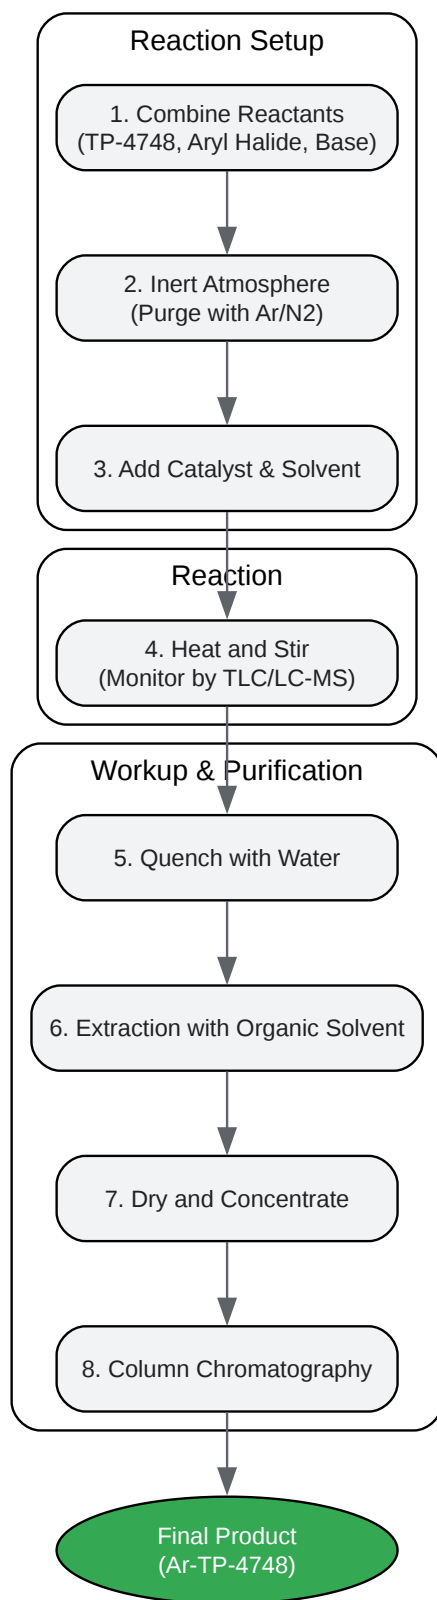 Reaction Setup
1. Combine Reactants
(TP-4748, Aryl Halide, Base)
2. Inert Atmosphere
(Purge with Ar/N2)
3. Add Catalyst & Solvent
Reaction
4. Heat and Stir
(Monitor by TLC/LC-MS)
Workup & Purification
5. Quench with Water
6. Extraction with Organic Solvent
7. Dry and Concentrate
8. Column Chromatography
Final Product
(Ar-TP-4748)